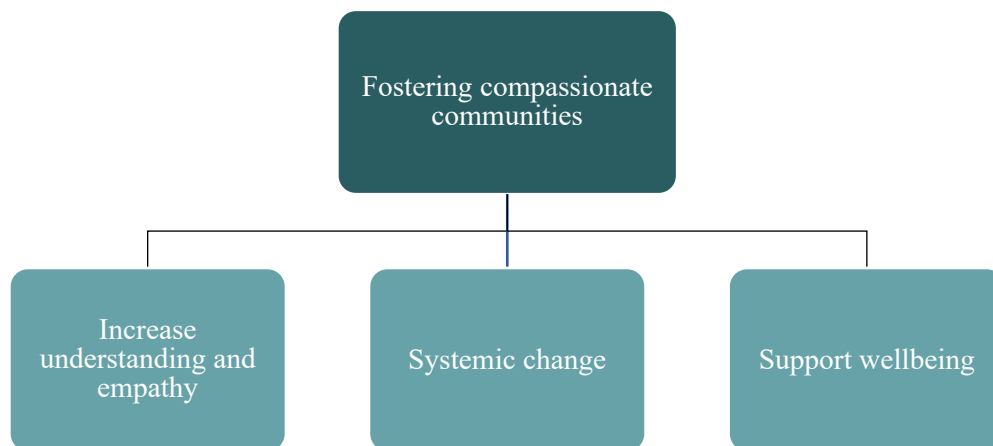 Fostering compassionate
communities
Increase
understanding and
empathy
Systemic change
Support wellbeing